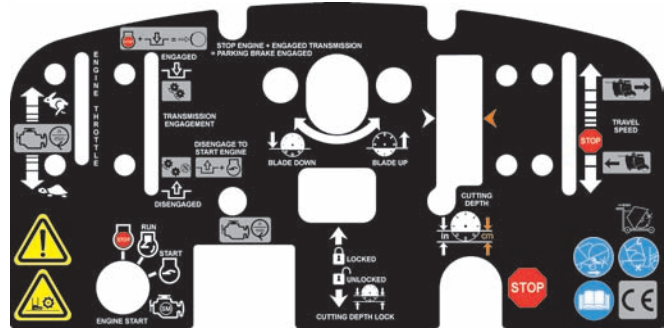 STOP
STOP ENGINE + ENGAGED TRANSMISSION
= PARKING BRAKE ENGAGED
ENGINE THROTTLE
ENGAGED
TRANSMISSION
ENGAGEMENT
DISENGAGE TO
START ENGINE
DISENGAGED
BLADE DOWN
BLADE UP
TRAVEL
SPEED
STOP
CUTTING
DEPTH
in
cm
RUN
STOP
START
ENGINE START
LOCKED
UNLOCKED
CUTTING DEPTH LOCK
STOP
CE